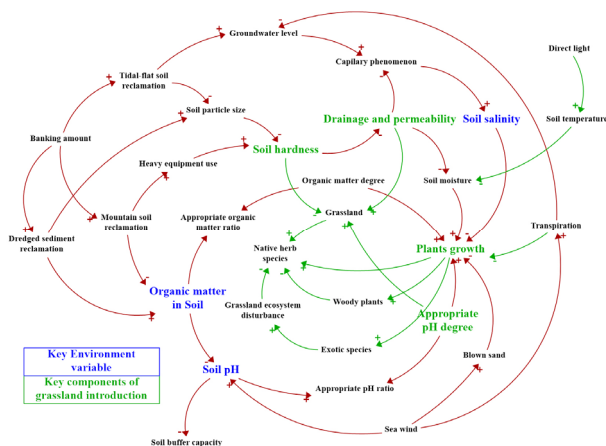 Groundwater level
Direct light
Capilary phenomenon
Tidal-flat soil
reclamation
Soil particle size
Drainage and permeability
Soil salinity
Soil temperature
Banking amount
Soil hardness
Heavy equipment use
Organic matter degree
Soil moisture
Appropriate organic
matter ratio
Grassland
Mountain soil
reclamation
Transpiration
Dredged sediment
reclamation
Native herb
species
Plants growth
Organic matter
in Soil
Grassland ecosystem
disturbance
Woody plants
Appropriate
pH degree
Exotic species
Blown sand
Key Environment
variable
Key components of
grassland introduction
Soil pH
Appropriate pH ratio
Sea wind
Soil buffer capacity